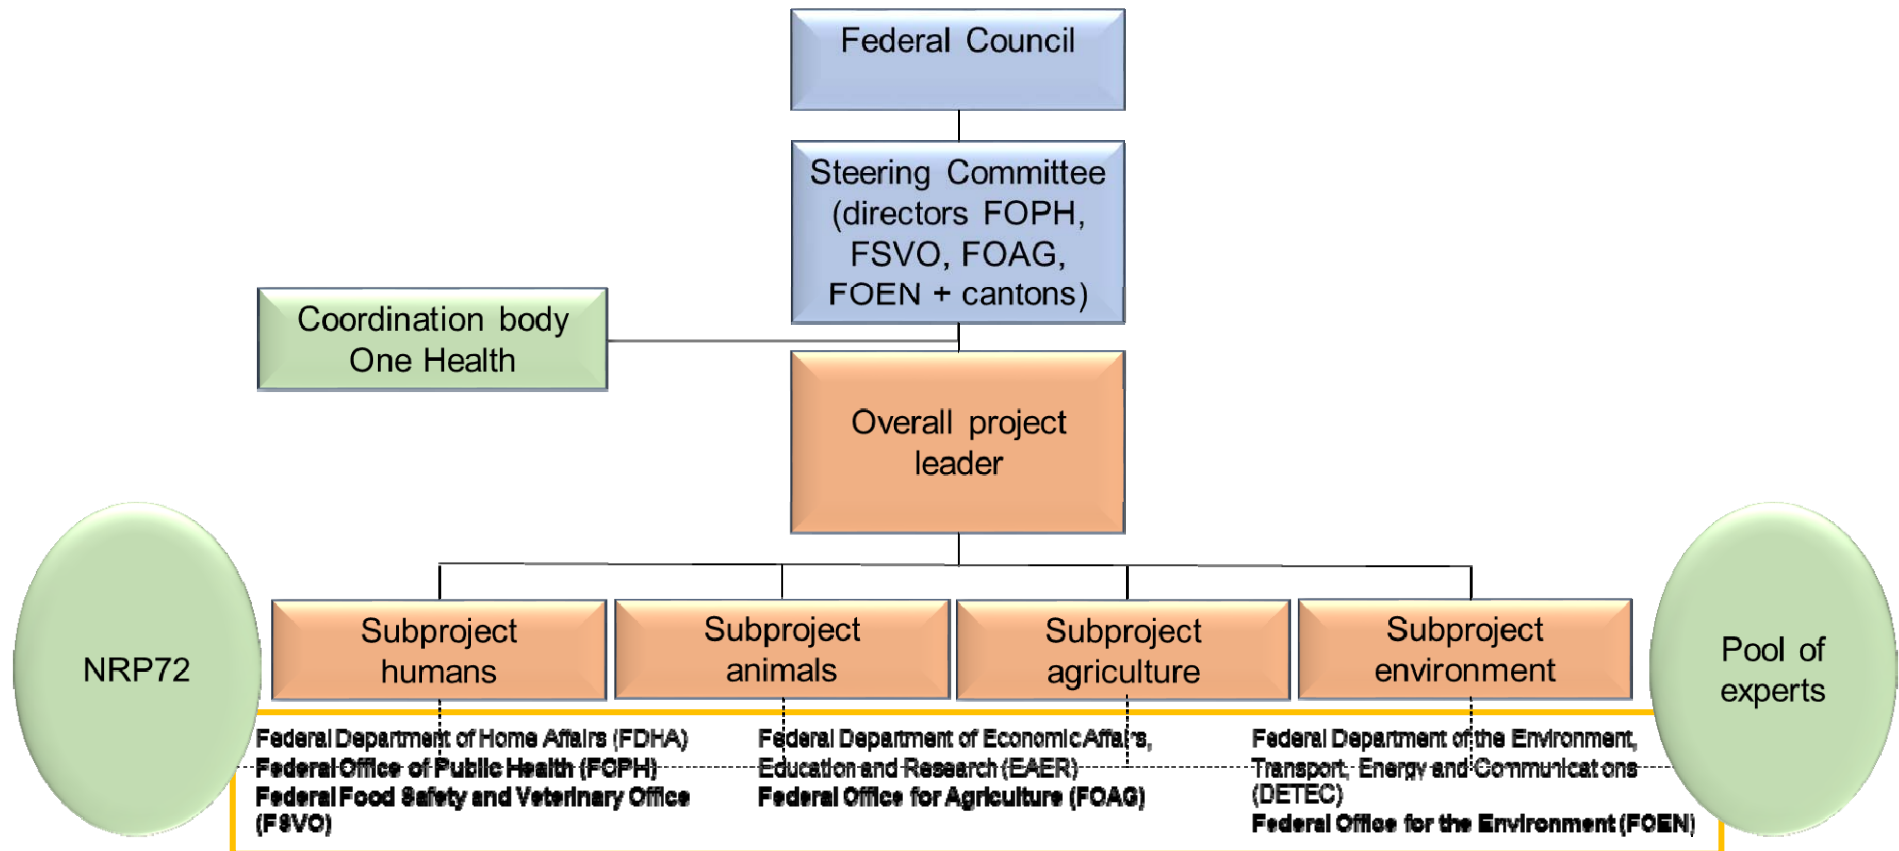 Federal Council
Steering Committee
(directors FOPH,
FSVO, FOAG,
FOEN + cantons)
Coordination body
One Health
Overall project
leader
NRP72
Subproject
humans
Subproject
animals
Subproject
agriculture
Subproject
environment
Pool of
experts
Federal Department of Home Affairs (FDHA)
Federal Office of Public Health (FOPH)
Federal Food Safety and Veterinary Office
(FSVO)
Federal Department of Economic Affairs,
Education and Research (EAER)
Federal Office for Agriculture (FOAG)
Federal Department of the Environment,
Transport, Energy and Communications
(DETEC)
Federal Office for the Environment (FOEN)